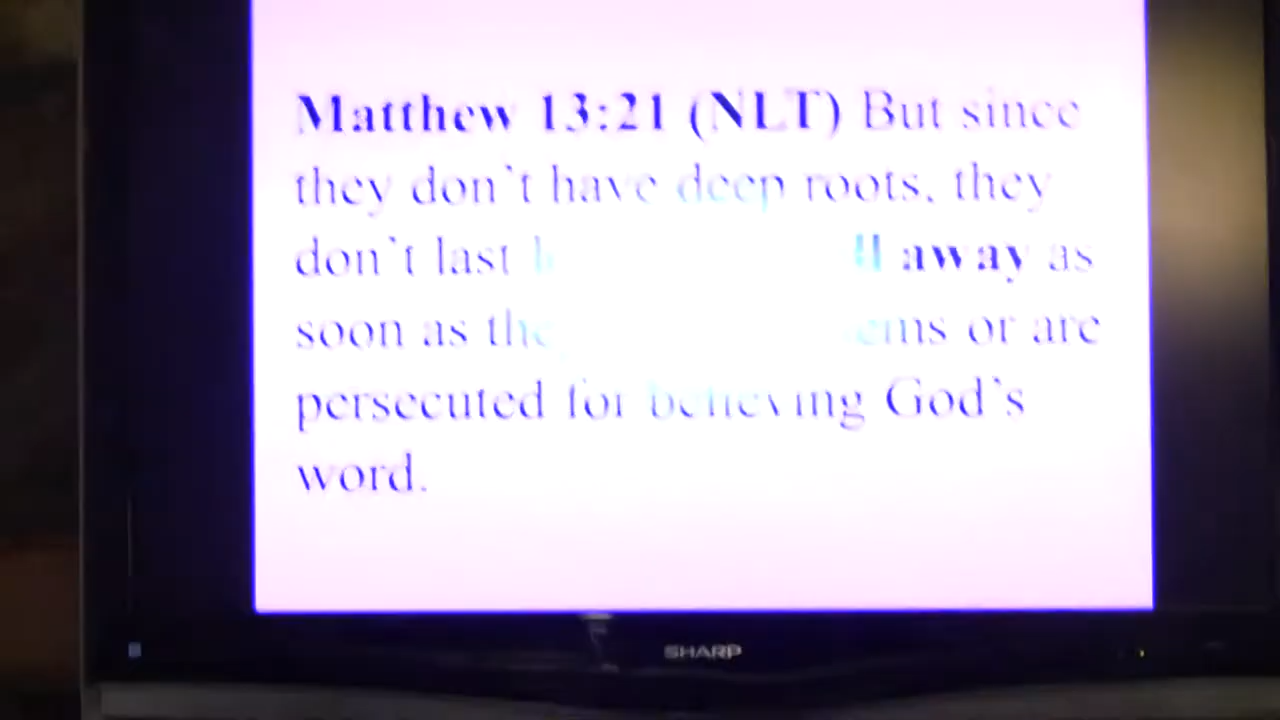 Matthew 13:21 (NLT) But since
they don't have deep roots, they
don't last away as
soon as or are
persecuted for believing God's
word.
SHARP